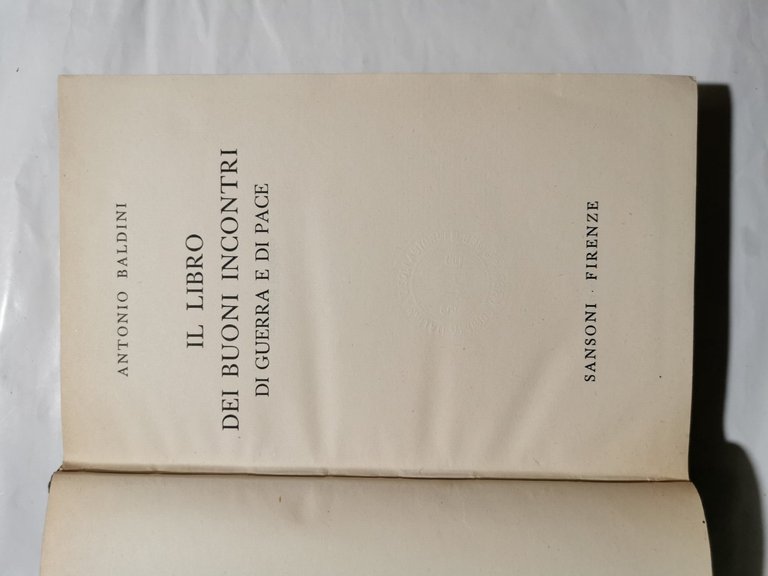 ANTONIO BALDINI
IL LIBRO
DEI BUONI INCONTRI
DI GUERRA E DI PACE
SANSONI · FIRENZE